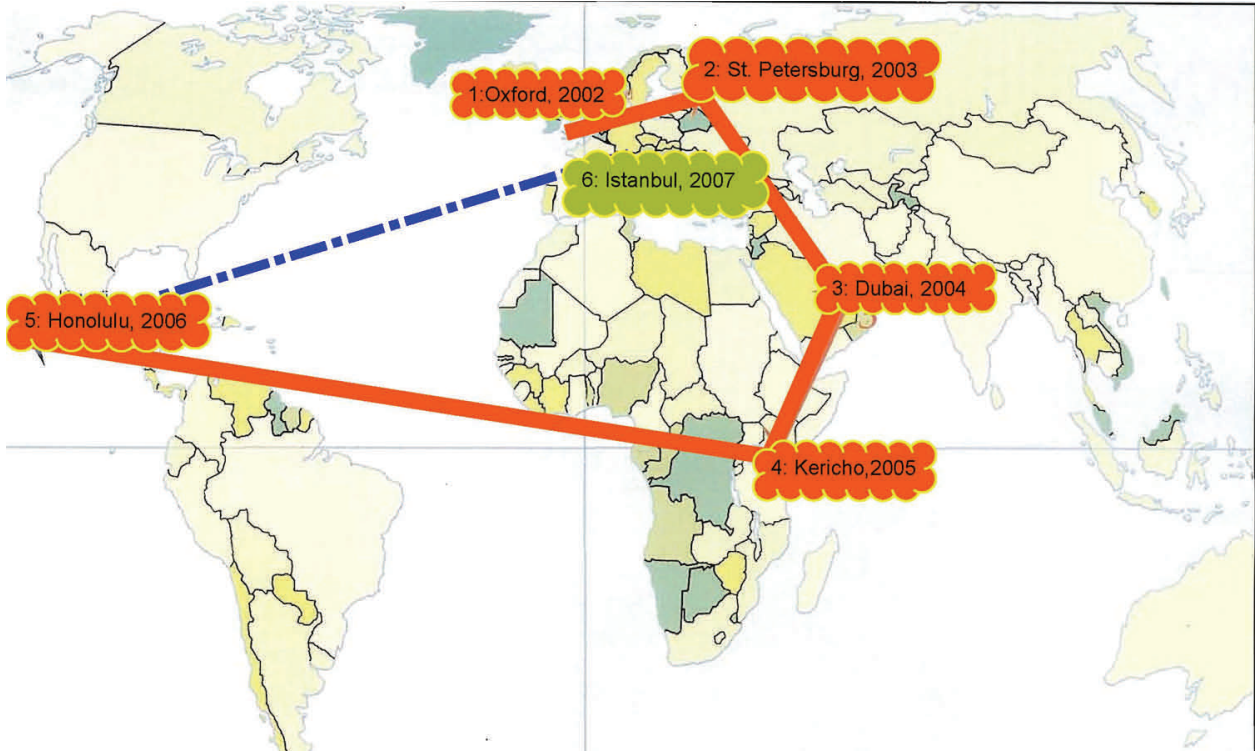 1:Oxford, 2002
2: St. Petersburg, 2003
3: Dubai, 2004
4: Kericho,2005
5: Honolulu, 2006
6: Istanbul, 2007